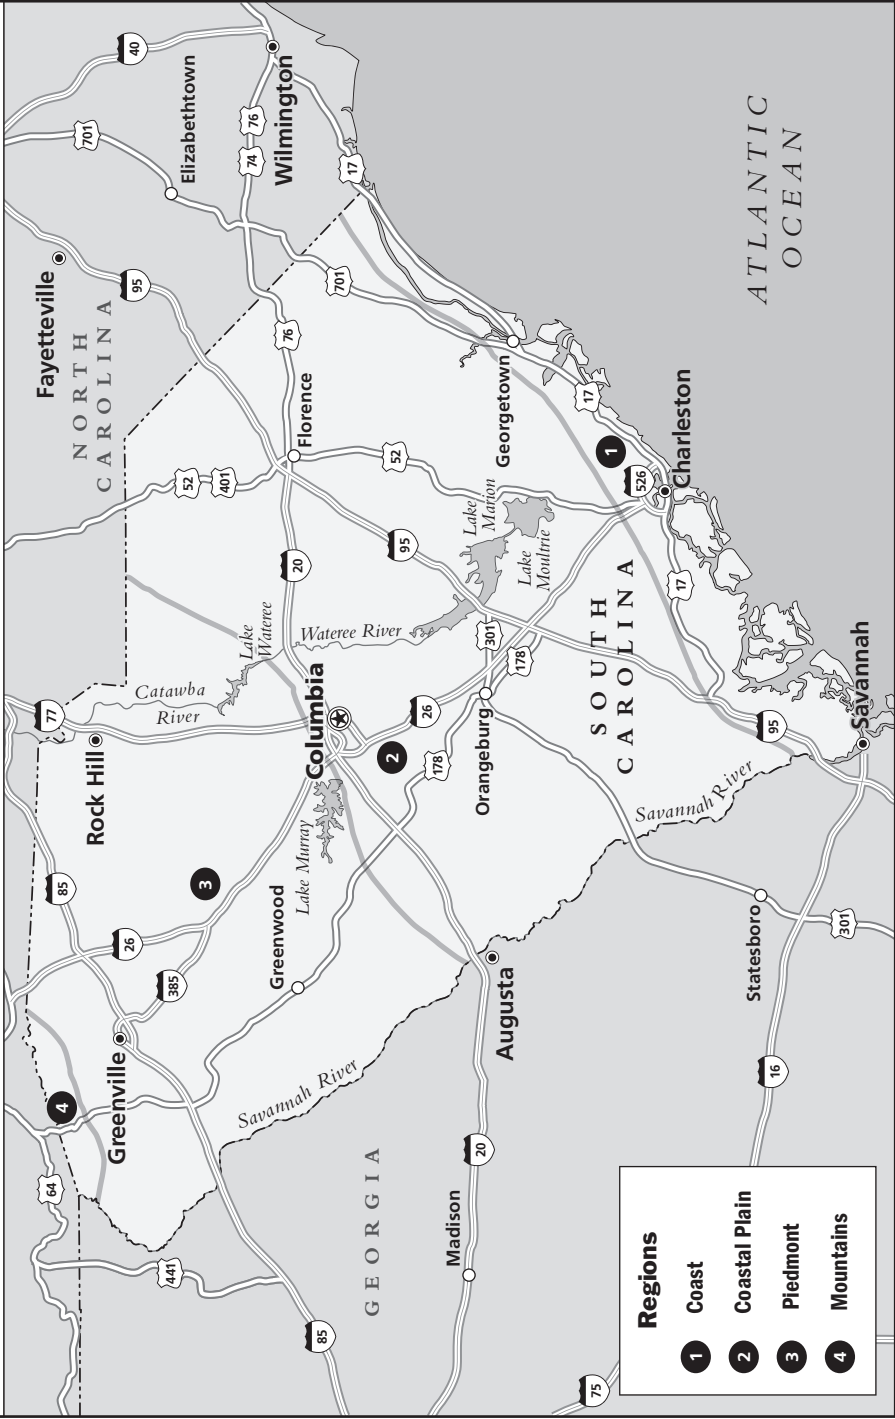 40
701
Elizabethtown
76
74
Wilmington
17
Fayetteville
95
NORTH
CAROLINA
701
76
ATLANTIC
OCEAN
Florence
Georgetown
17
52
401
52
1
526
Charleston
Lake
Marion
Lake
Moultrie
20
95
Lake
Wateree
Wateree River
301
178
17
SOUTH
CAROLINA
77
Catawba
River
Rock Hill
Columbia
26
2
178
Orangeburg
95
Savannah
Savannah River
Lake Murray
3
85
26
385
Greenwood
Greenville
4
Augusta
Statesboro
301
16
Savannah River
64
441
GEORGIA
20
Madison
85
75
Regions
1 Coast
2 Coastal Plain
3 Piedmont
4 Mountains